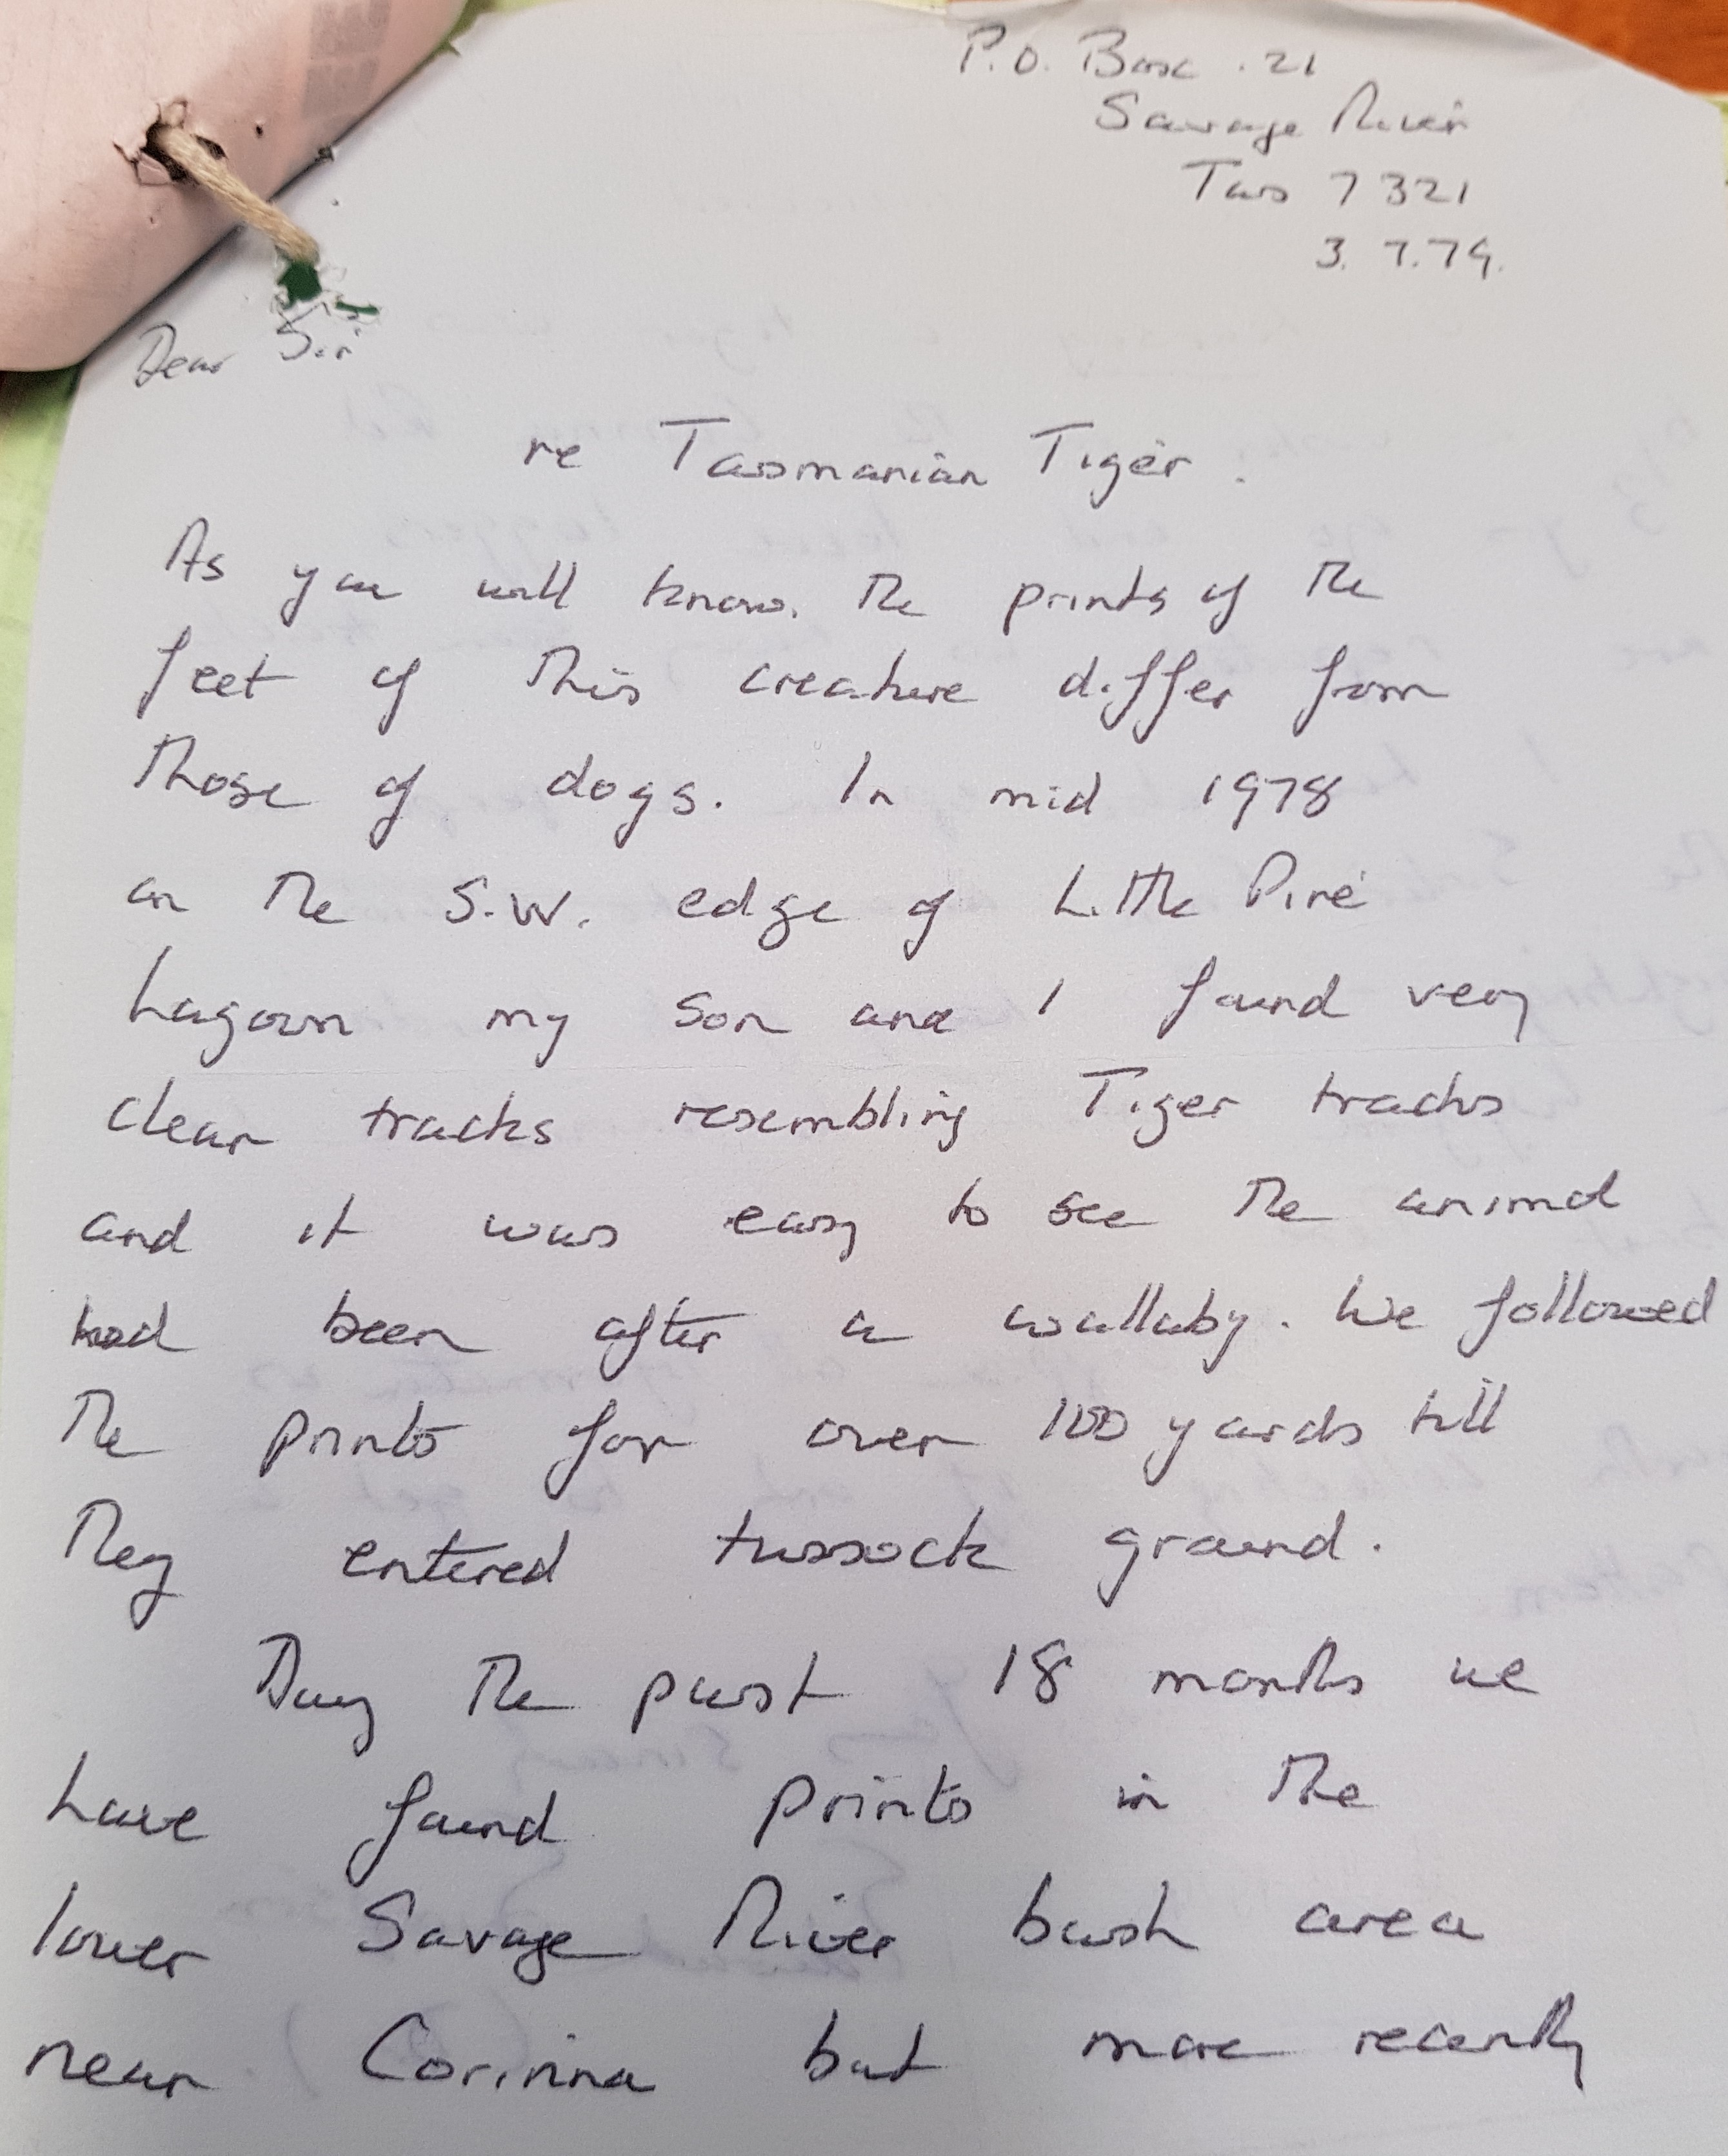 P.O. Box . 21
Savage River
Tas 7321
3. 7.79.
Dear Sir
re Tasmanian Tiger.
As you will know. The prints of the
feet of this creature differ from
those of dogs. In mid 1978
on the S.W. edge of Little Pine
Lagoon my son and I found very
clear tracks resembling Tiger tracks
and it was easy to see the animal
had been after a wallaby. We followed
the prints for over 100 yards till
they entered tussock ground.
the past 18 months we
have found prints in the
lower Savage River bush area
near Corinna but more recently